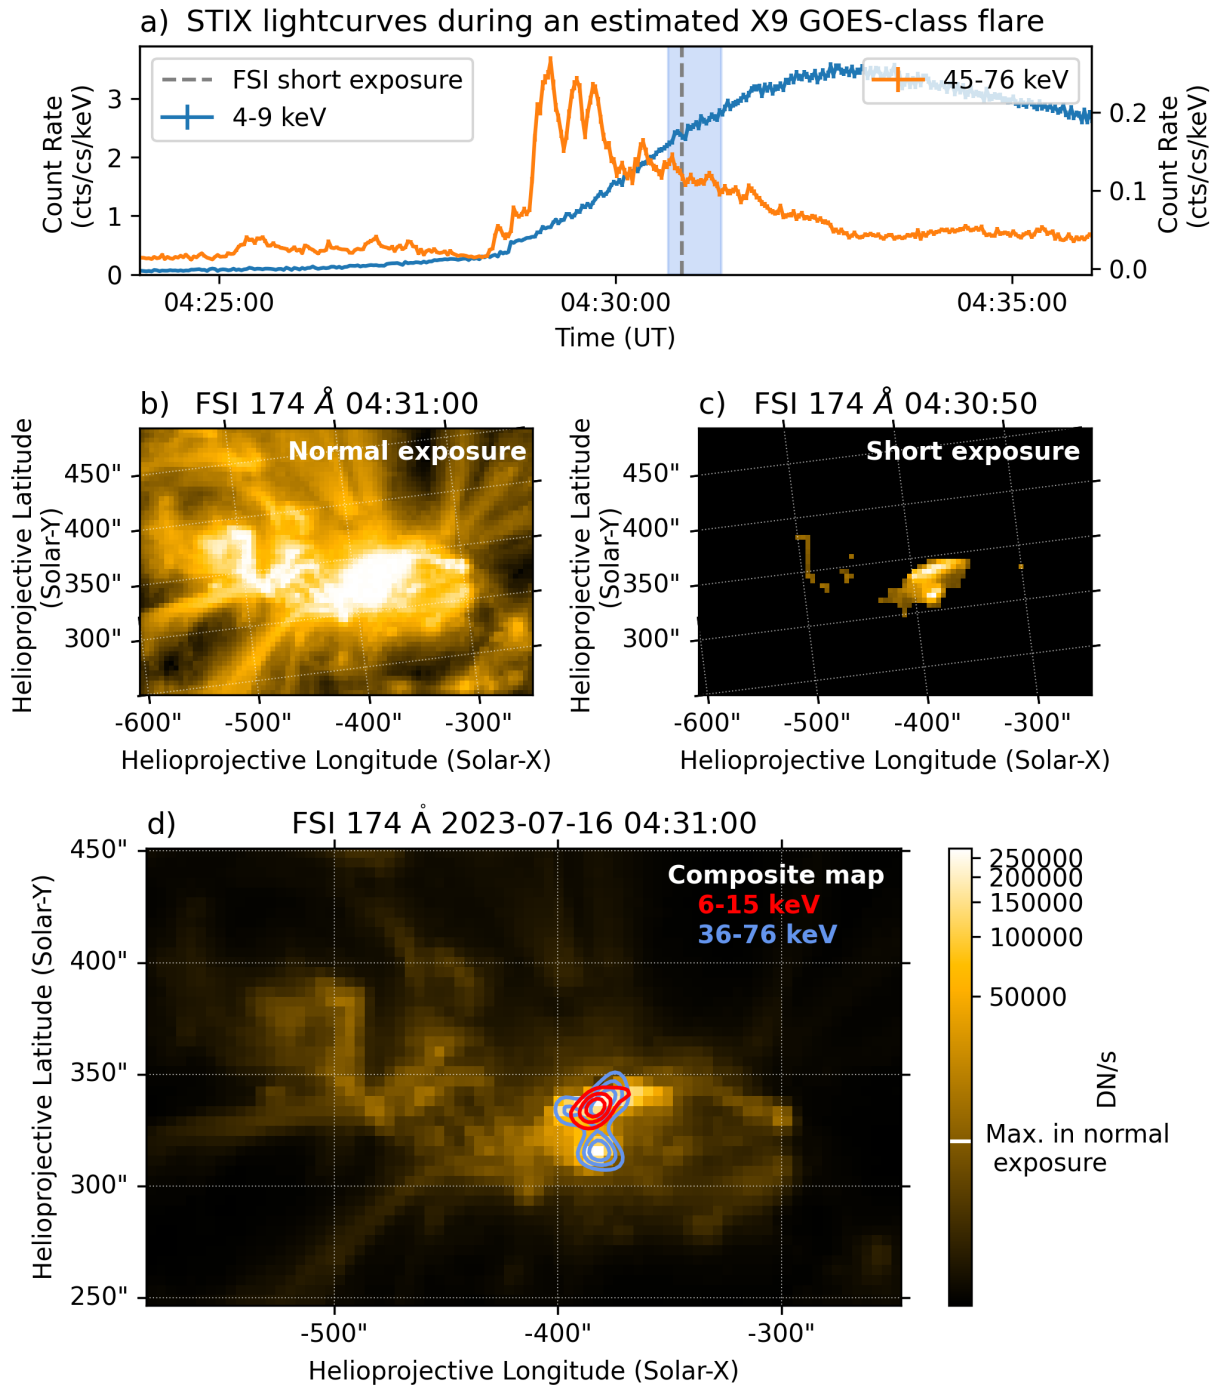 a) STIX lightcurves during an estimated X9 GOES-class flare
FSI short exposure
4-9 keV
45-76 keV
Count Rate
(cts/cs/keV)
3
2
1
0
0.2
0.1
0.0
Count Rate
(cts/cs/keV)
04:25:00 04:30:00 04:35:00
Time (UT)
b) FSI 174 Å 04:31:00
Normal exposure
Helioprojective Latitude
(Solar-Y)
450"
400"
350"
300"
-600" -500" -400" -300"
Helioprojective Longitude (Solar-X)
c) FSI 174 Å 04:30:50
Short exposure
Helioprojective Latitude
(Solar-Y)
450"
400"
350"
300"
-600" -500" -400" -300"
Helioprojective Longitude (Solar-X)
d) FSI 174 Å 2023-07-16 04:31:00
Composite map
6-15 keV
36-76 keV
Helioprojective Latitude (Solar-Y)
450"
400"
350"
300"
250"
-500" -400" -300"
Helioprojective Longitude (Solar-X)
250000
200000
150000
100000
50000
DN/s
Max. in normal
exposure